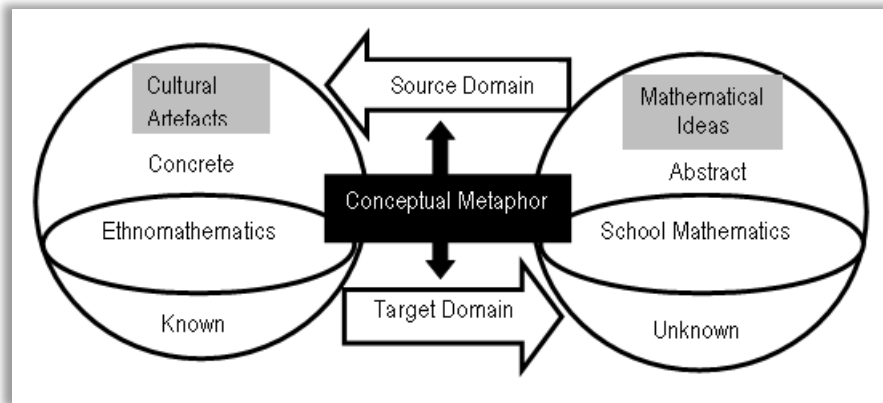 Cultural
Artefacts
Concrete
Ethnomathematics
Known
Source Domain
Conceptual Metaphor
Target Domain
Mathematical
Ideas
Abstract
School Mathematics
Unknown